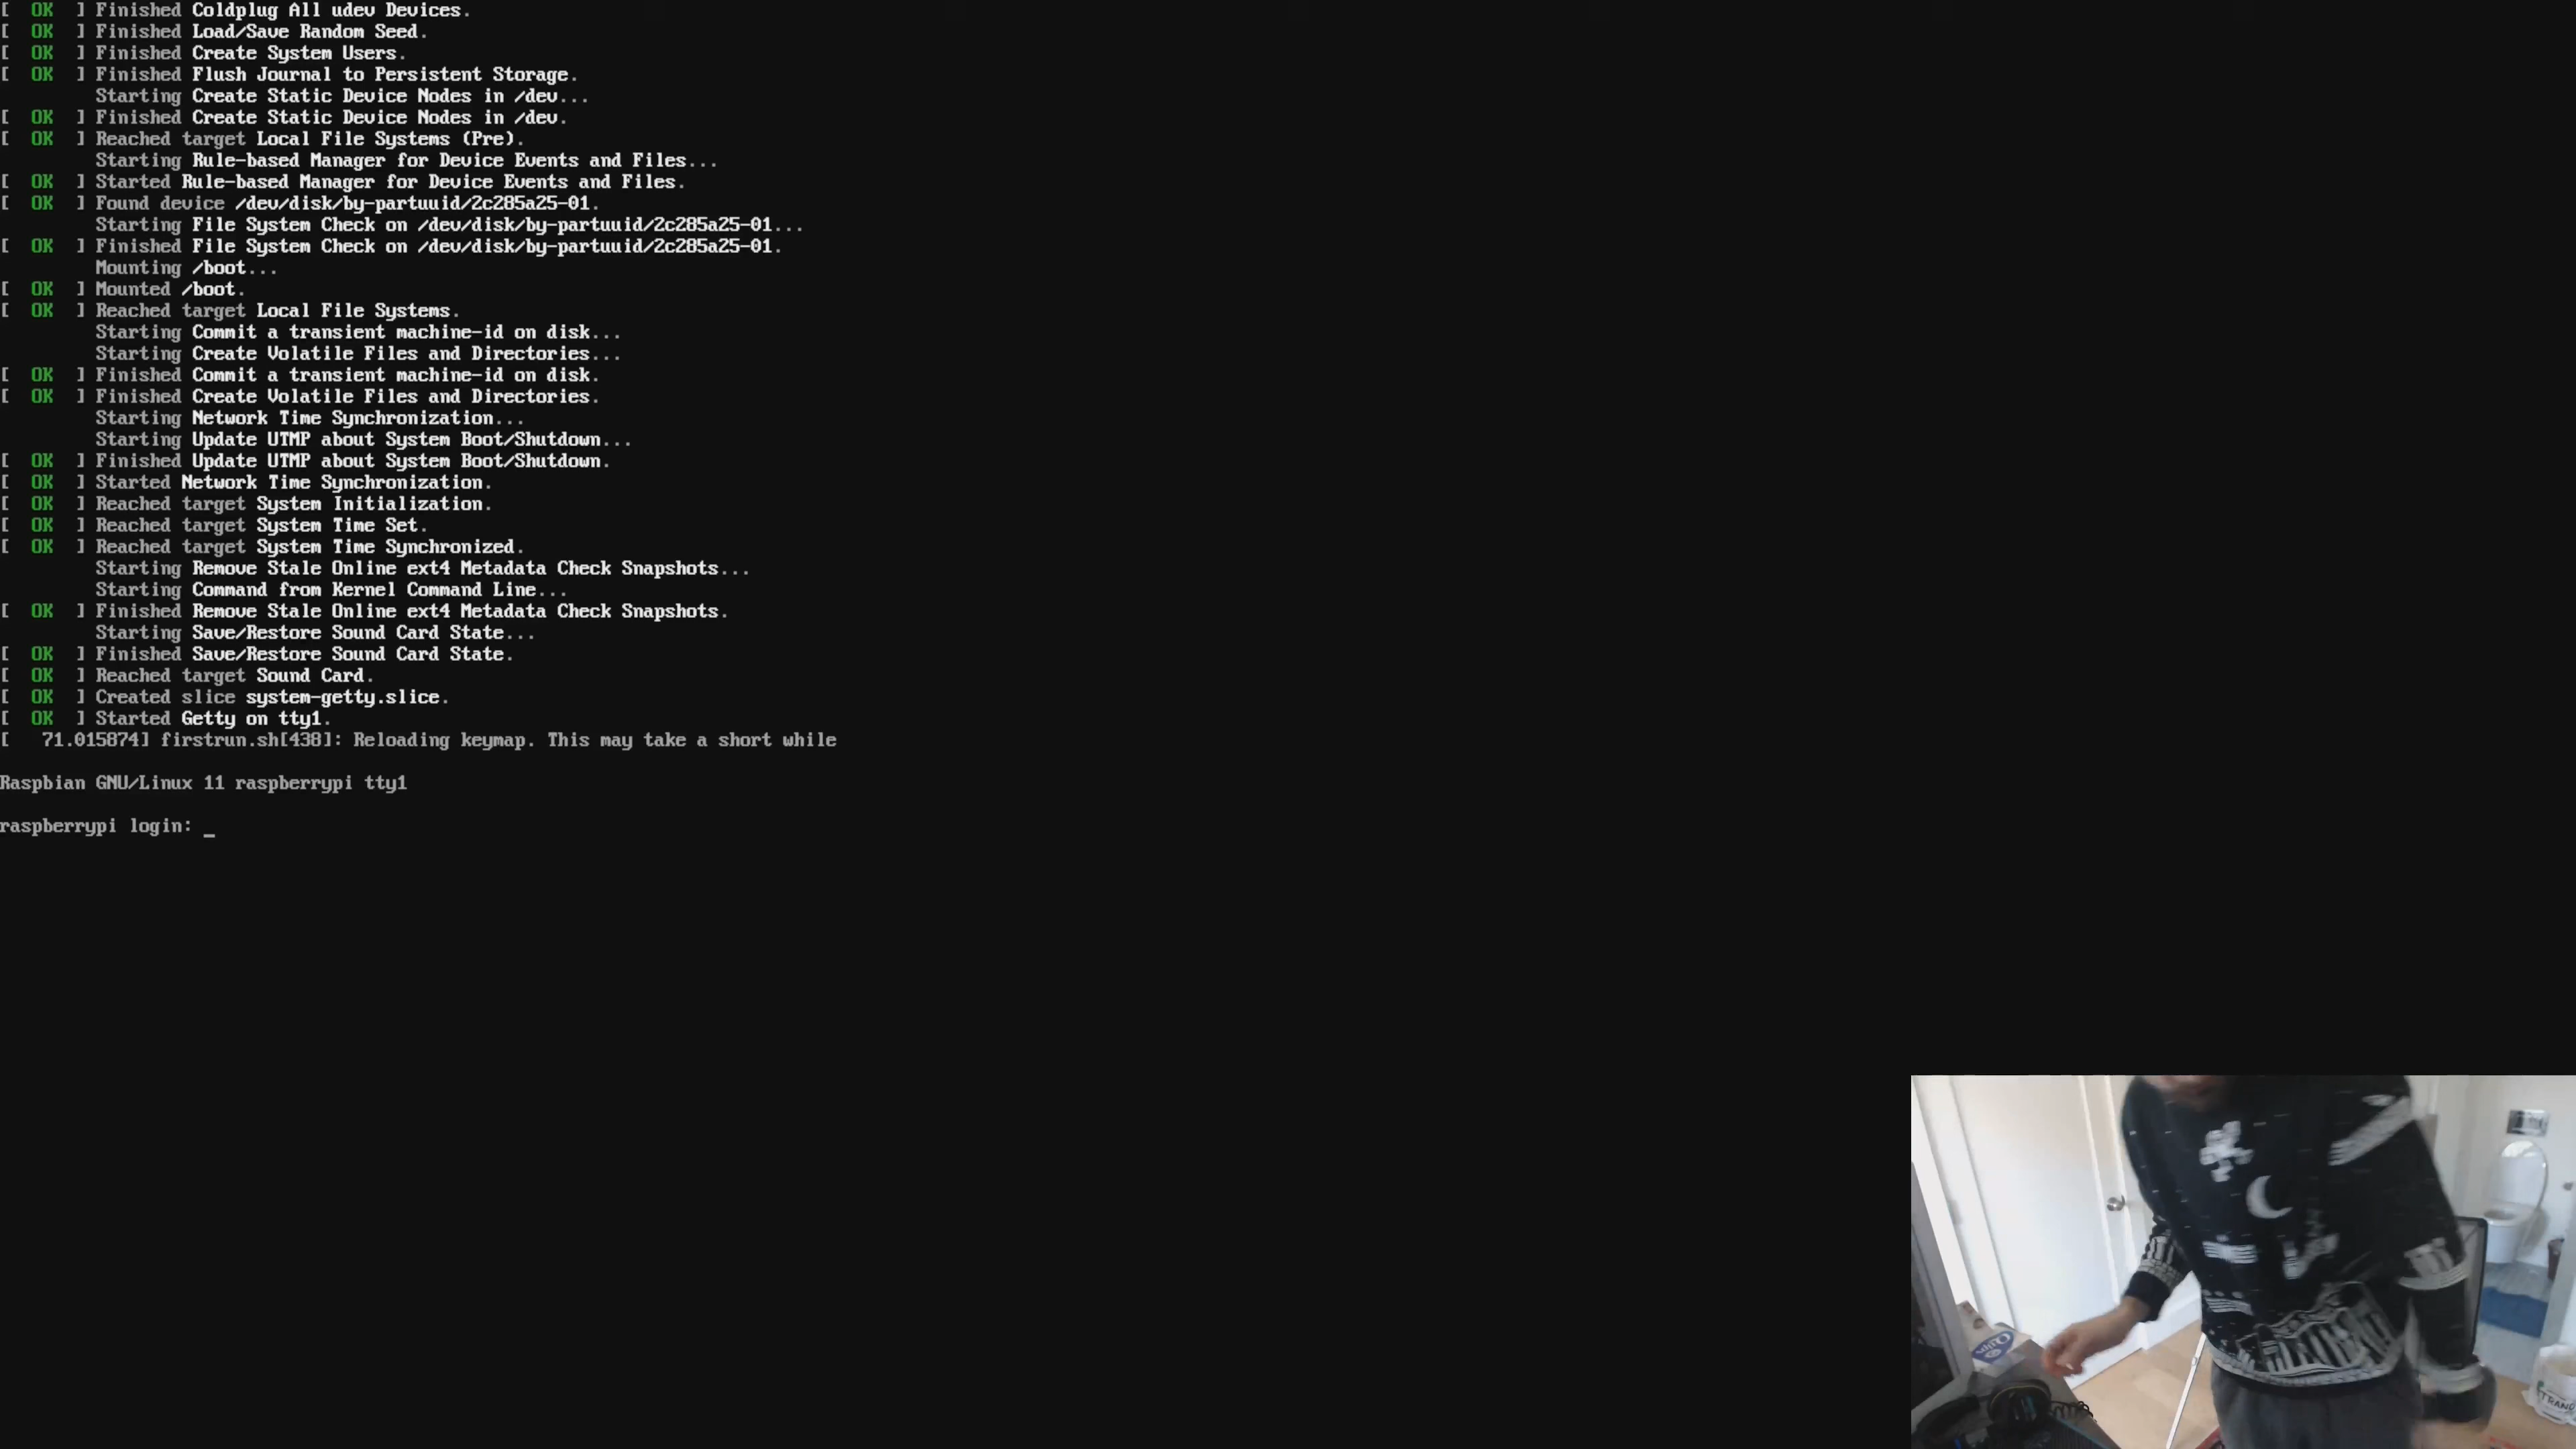 [  OK  ] Finished Coldplug All udev Devices.
[  OK  ] Finished Load/Save Random Seed.
[  OK  ] Finished Create System Users.
[  OK  ] Finished Flush Journal to Persistent Storage.
Starting Create Static Device Nodes in /dev...
[  OK  ] Finished Create Static Device Nodes in /dev.
[  OK  ] Reached target Local File Systems (Pre).
Starting Rule-based Manager for Device Events and Files...
[  OK  ] Started Rule-based Manager for Device Events and Files.
[  OK  ] Found device /dev/disk/by-partuuid/2c285a25-01.
Starting File System Check on /dev/disk/by-partuuid/2c285a25-01...
[  OK  ] Finished File System Check on /dev/disk/by-partuuid/2c285a25-01.
Mounting /boot...
[  OK  ] Mounted /boot.
[  OK  ] Reached target Local File Systems.
Starting Commit a transient machine-id on disk...
Starting Create Volatile Files and Directories...
[  OK  ] Finished Commit a transient machine-id on disk.
[  OK  ] Finished Create Volatile Files and Directories.
Starting Network Time Synchronization...
Starting Update UTMP about System Boot/Shutdown...
[  OK  ] Finished Update UTMP about System Boot/Shutdown.
[  OK  ] Started Network Time Synchronization.
[  OK  ] Reached target System Initialization.
[  OK  ] Reached target System Time Set.
[  OK  ] Reached target System Time Synchronized.
Starting Remove Stale Online ext4 Metadata Check Snapshots...
Starting Command from Kernel Command Line...
[  OK  ] Finished Remove Stale Online ext4 Metadata Check Snapshots.
Starting Save/Restore Sound Card State...
[  OK  ] Finished Save/Restore Sound Card State.
[  OK  ] Reached target Sound Card.
[  OK  ] Created slice system-getty.slice.
[  OK  ] Started Getty on tty1.
[   71.015874] firstrun.sh[438]: Reloading keymap. This may take a short while
Raspbian GNU/Linux 11 raspberrypi tty1
raspberrypi login: _